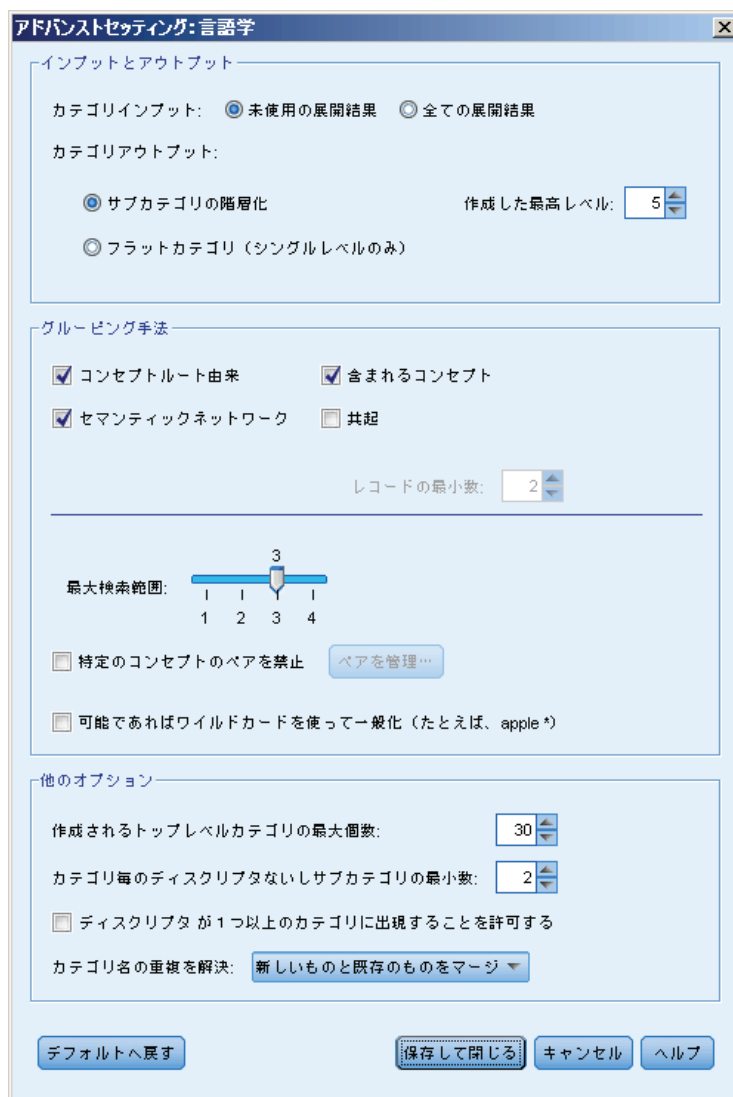 アドバンストセッティング：言語学
インプットとアウトプット
カテゴリインプット: 未使用の展開結果 全ての展開結果
カテゴリアウトプット:
サブカテゴリの階層化 作成した最高レベル: 5
フラットカテゴリ（シングルレベルのみ）
グルーピング手法
コンセプトルート由来 含まれるコンセプト
セマンティックネットワーク 共起
レコードの最小数: 2
3
最大検索範囲:
1 2 3 4
特定のコンセプトのペアを禁止 ペアを管理…
可能であればワイルドカードを使って一般化（たとえば、apple *）
他のオプション
作成されるトップレベルカテゴリの最大個数: 30
カテゴリ毎のディスクリプタないしサブカテゴリの最小数: 2
ディスクリプタ が１つ以上のカテゴリに出現することを許可する
カテゴリ名の重複を解決: 新しいものと既存のものをマージ
デフォルトへ戻す 保存して閉じる キャンセル ヘルプ